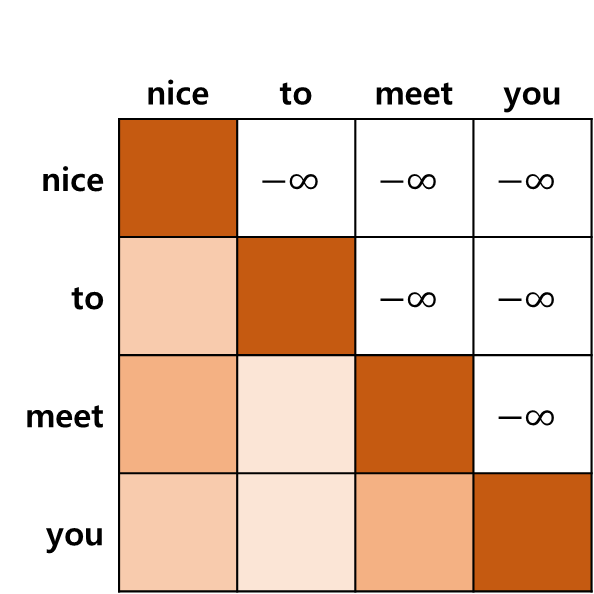 nice to meet you
nice −∞ −∞ −∞
to −∞ −∞
meet −∞
you